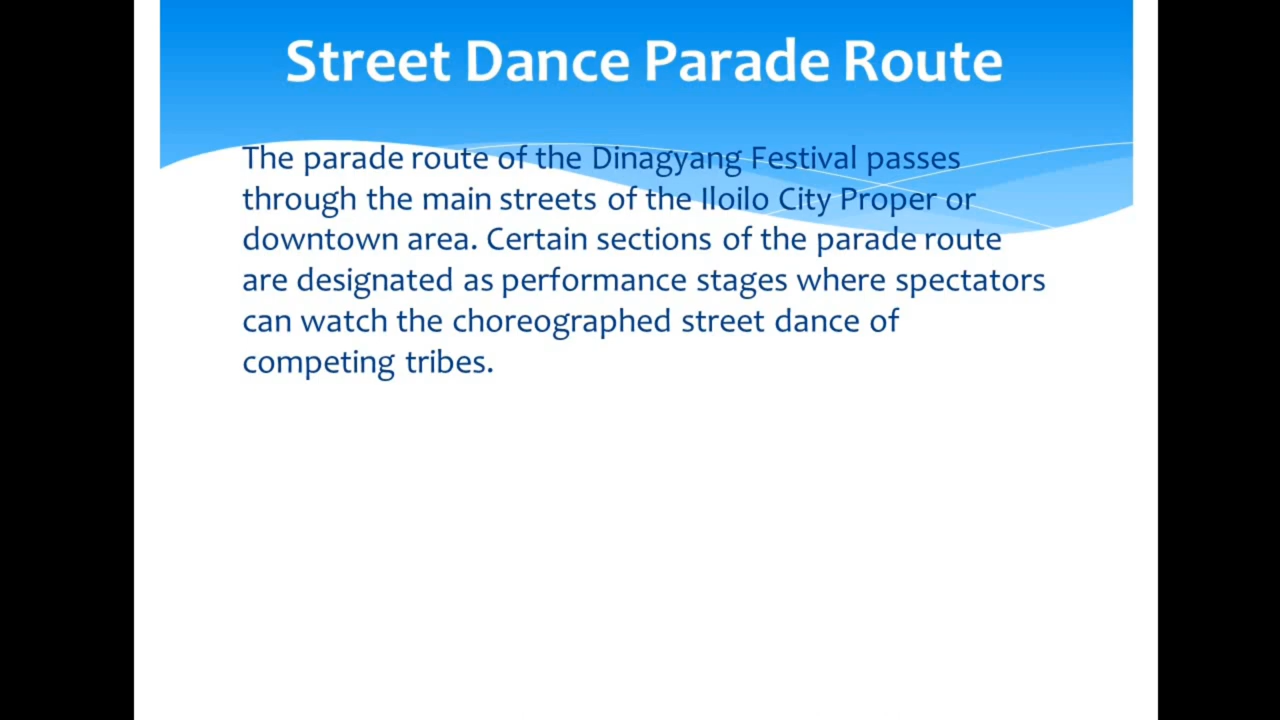 Street Dance Parade Route
The parade route of the Dinagyang Festival passes
through the main streets of the Iloilo City Proper or
downtown area. Certain sections of the parade route
are designated as performance stages where spectators
can watch the choreographed street dance of
competing tribes.